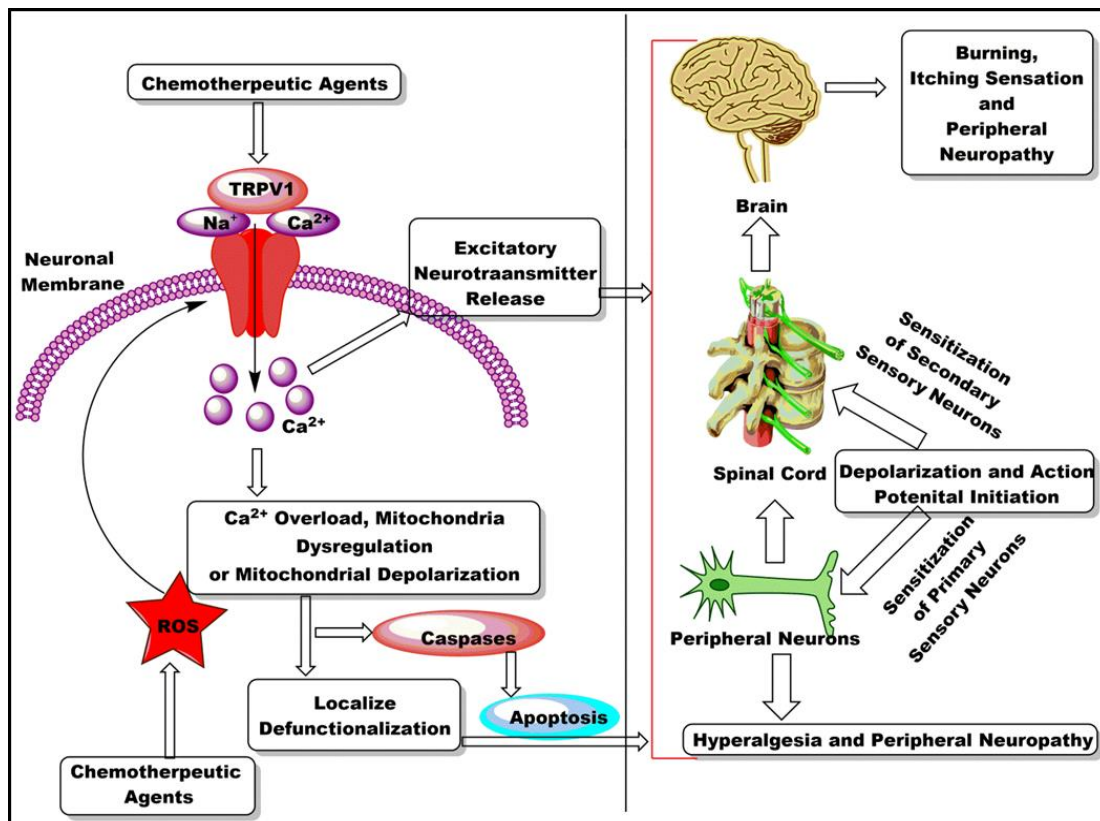 Chemotherpeutic Agents
TRPV1
Na⁺
Ca²⁺
Neuronal
Membrane
Excitatory
Neurotraansmitter
Release
Ca²⁺
Ca²⁺ Overload, Mitochondria
Dysregulation
or Mitochondrial Depolarization
ROS
Caspases
Localize
Defunctionalization
Apoptosis
Chemotherpeutic
Agents
Burning,
Itching Sensation
and
Peripheral
Neuropathy
Brain
Sensitization
of Secondary
Sensory Neurons
Spinal Cord
Depolarization and Action
Potenital Initiation
Sensitization
of Primary
Sensory Neurons
Peripheral Neurons
Hyperalgesia and Peripheral Neuropathy